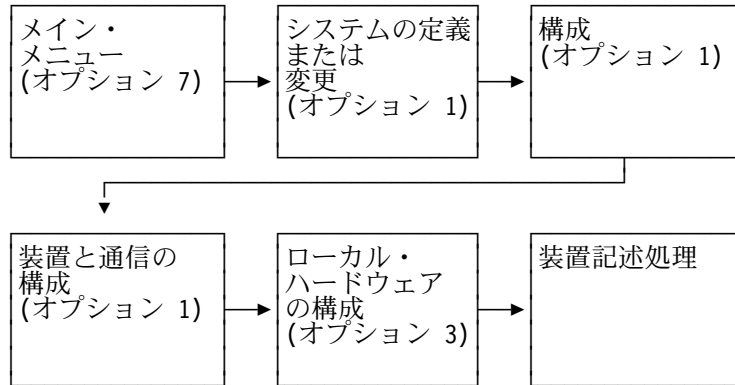 メイン・
メニュー
(オプション 7)
システムの定義
または
変更
(オプション 1)
構成
(オプション 1)
装置と通信の
構成
(オプション 1)
ローカル・
ハードウェア
の構成
(オプション 3)
装置記述処理